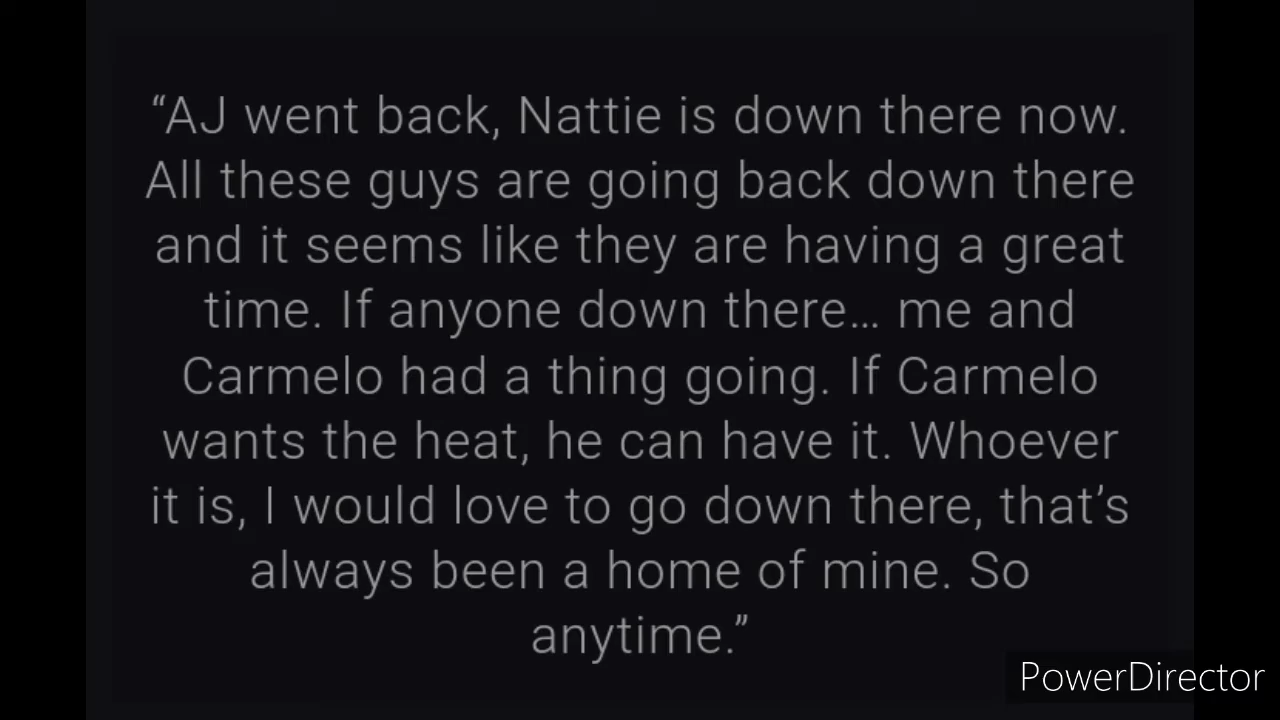 “AJ went back, Nattie is down there now.
All these guys are going back down there
and it seems like they are having a great
time. If anyone down there… me and
Carmelo had a thing going. If Carmelo
wants the heat, he can have it. Whoever
it is, I would love to go down there, that’s
always been a home of mine. So
anytime.”
PowerDirector